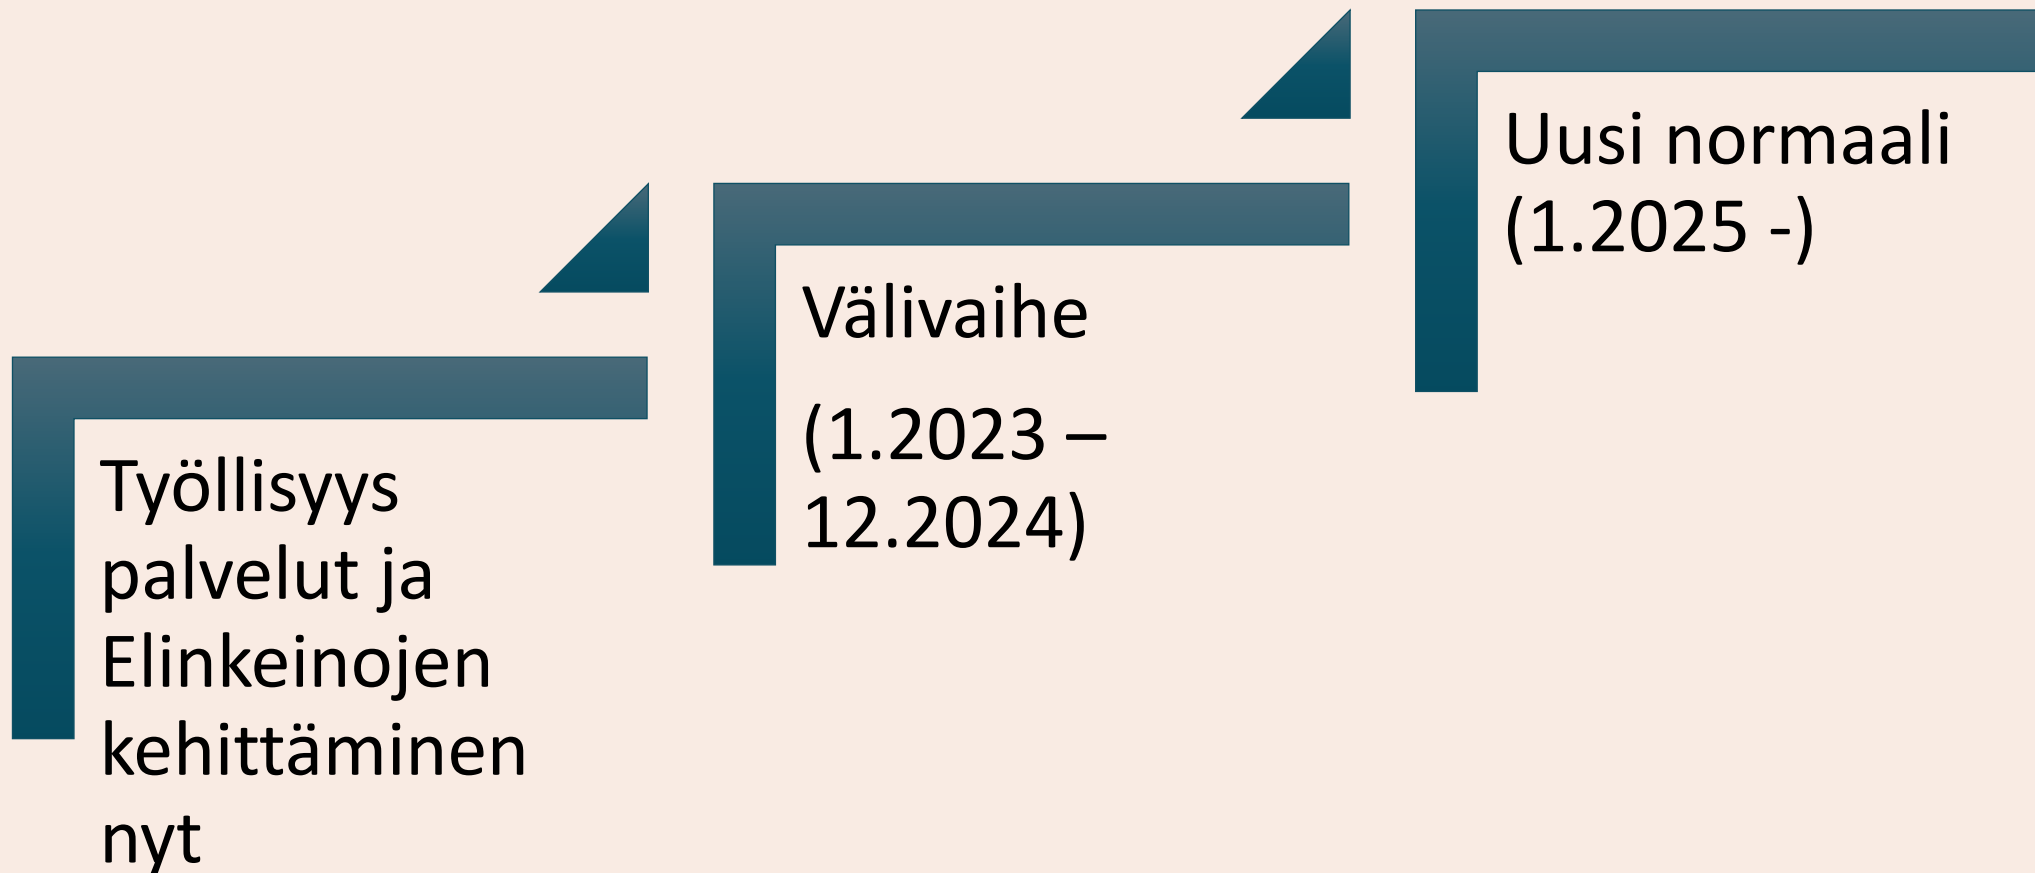 Työllisyys
palvelut ja
Elinkeinojen
kehittäminen
nyt
Välivaihe
(1.2023 –
12.2024)
Uusi normaali
(1.2025 -)